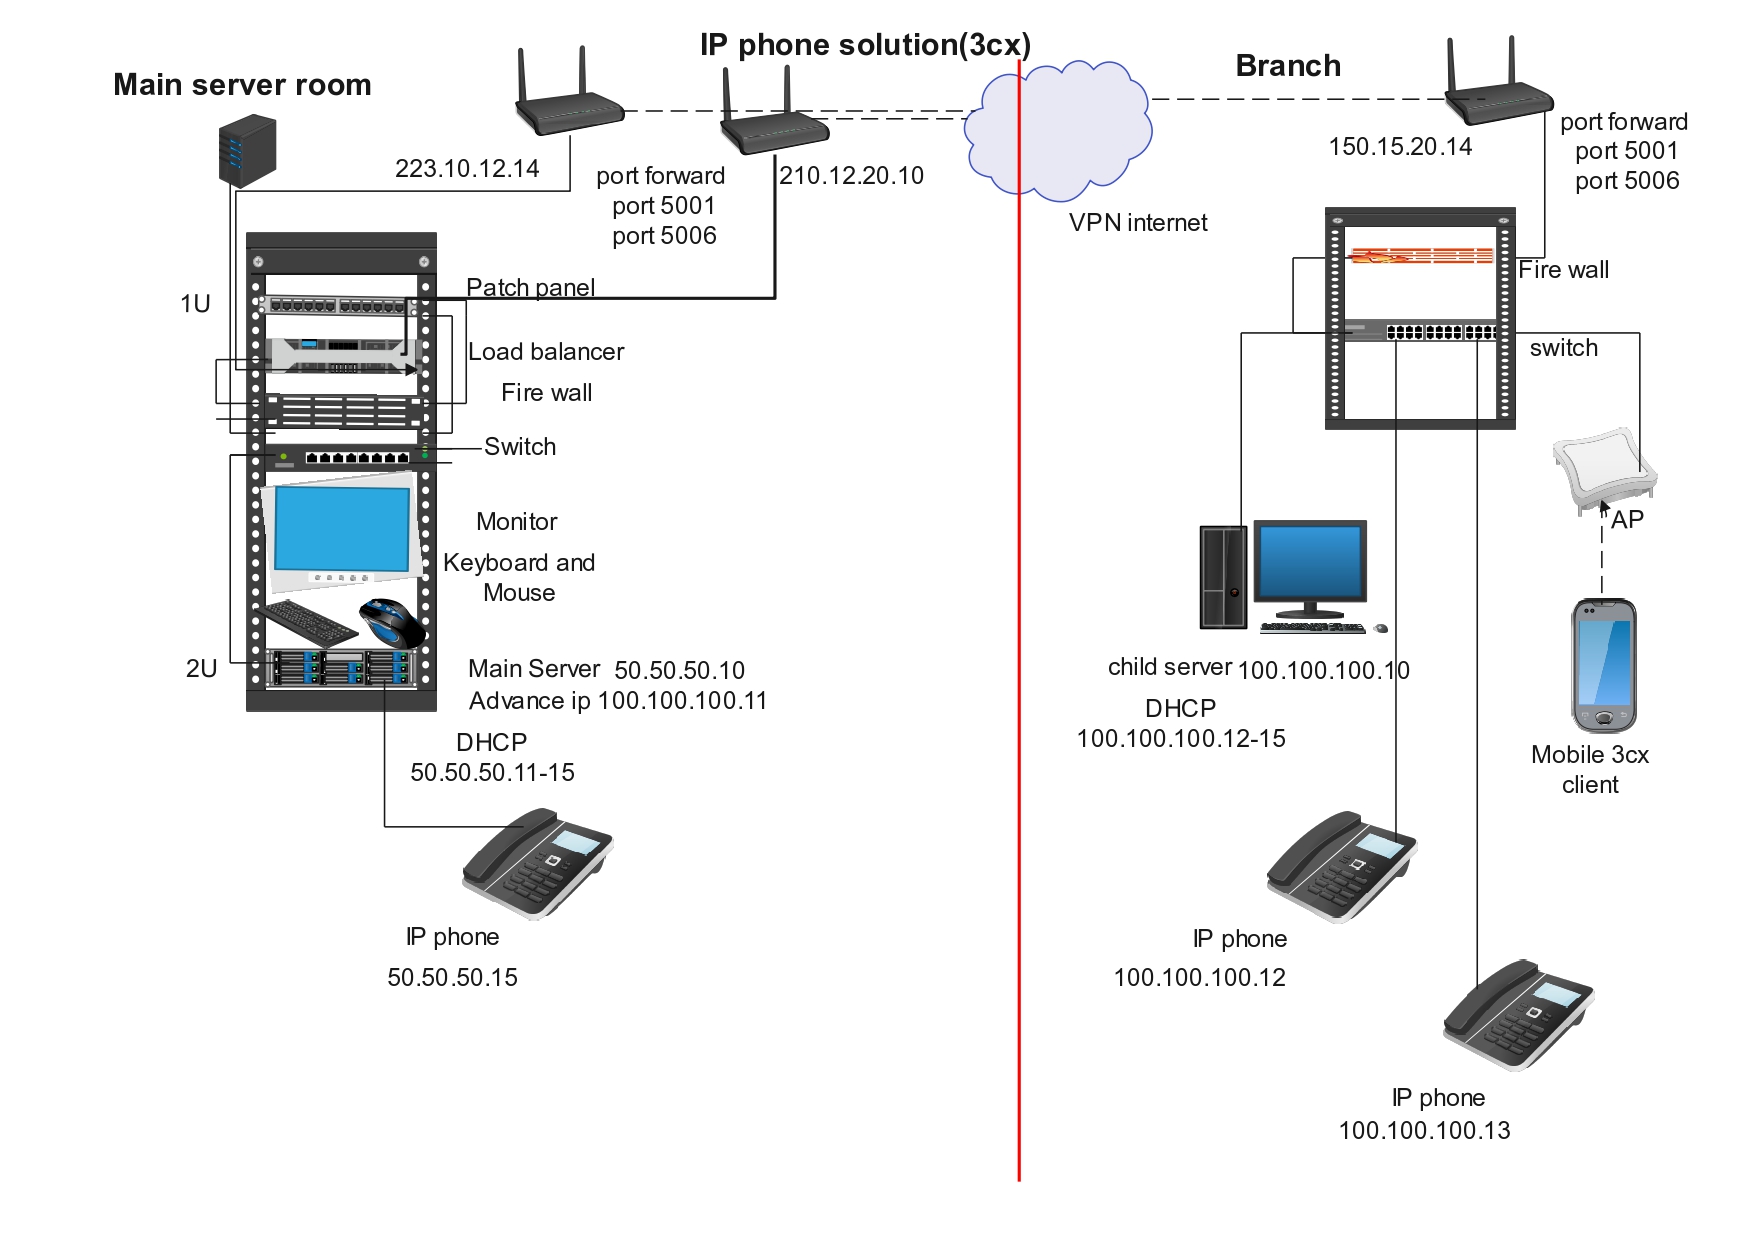 IP phone solution(3cx)
Main server room
Branch
223.10.12.14
port forward
port 5001
port 5006
210.12.20.10
VPN internet
150.15.20.14
port forward
port 5001
port 5006
1U
Patch panel
Load balancer
Fire wall
Switch
Monitor
Keyboard and
Mouse
2U
Main Server 50.50.50.10
Advance ip 100.100.100.11
DHCP
50.50.50.11-15
IP phone
50.50.50.15
Fire wall
switch
AP
child server 100.100.100.10
DHCP
100.100.100.12-15
Mobile 3cx
client
IP phone
100.100.100.12
IP phone
100.100.100.13